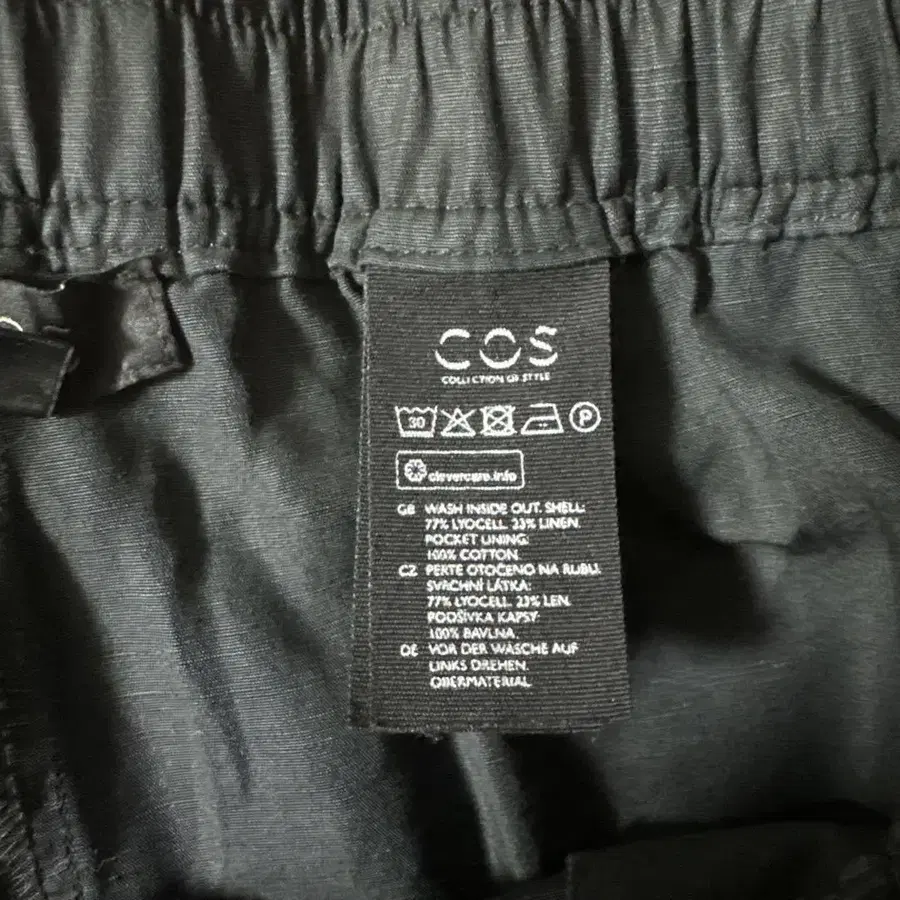 COS
COLLECTION OF STYLE
30 P
clevercare.info
GB WASH INSIDE OUT. SHELL:
77% LYOCELL. 23% LINEN.
POCKET LINING:
100% COTTON.
CZ PERTE OTOČENO NA RUBU.
SVRCHNÍ LÁTKA:
77% LYOCELL. 23% LEN.
PODŠÍVKA KAPSY:
100% BAVLNA.
DE VOR DER WÄSCHE AUF
LINKS DREHEN.
OBERMATERIAL